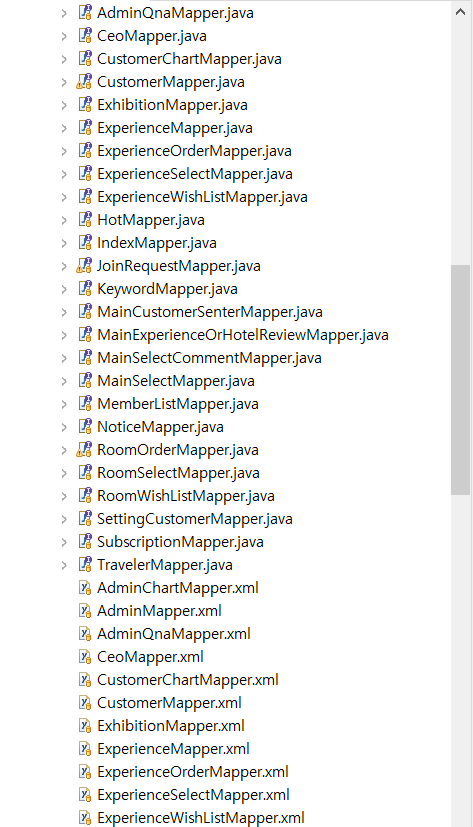 AdminQnaMapper.java
CeoMapper.java
CustomerChartMapper.java
CustomerMapper.java
ExhibitionMapper.java
ExperienceMapper.java
ExperienceOrderMapper.java
ExperienceSelectMapper.java
ExperienceWishListMapper.java
HotMapper.java
IndexMapper.java
JoinRequestMapper.java
KeywordMapper.java
MainCustomerSenterMapper.java
MainExperienceOrHotelReviewMapper.java
MainSelectCommentMapper.java
MainSelectMapper.java
MemberListMapper.java
NoticeMapper.java
RoomOrderMapper.java
RoomSelectMapper.java
RoomWishListMapper.java
SettingCustomerMapper.java
SubscriptionMapper.java
TravelerMapper.java
AdminChartMapper.xml
AdminMapper.xml
AdminQnaMapper.xml
CeoMapper.xml
CustomerChartMapper.xml
CustomerMapper.xml
ExhibitionMapper.xml
ExperienceMapper.xml
ExperienceOrderMapper.xml
ExperienceSelectMapper.xml
ExperienceWishListMapper.xml